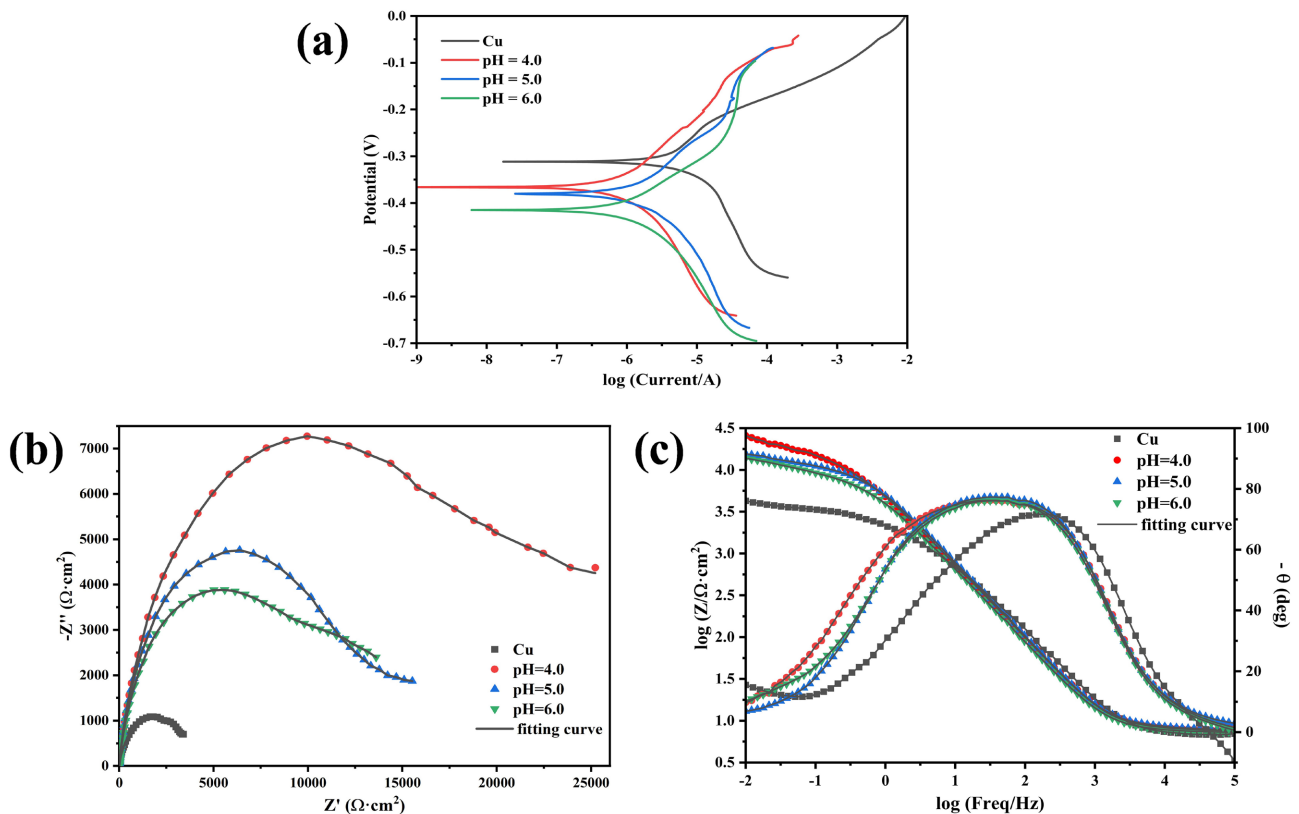 (a)
Cu
pH = 4.0
pH = 5.0
pH = 6.0
0.0
-0.1
-0.2
-0.3
-0.4
-0.5
-0.6
-0.7
Potential (V)
-9
-8
-7
-6
-5
-4
-3
-2
log (Current/A)
(b)
7000
6000
5000
4000
3000
2000
1000
0
-Z'' (Ω·cm²)
Cu
pH=4.0
pH=5.0
pH=6.0
fitting curve
0
5000
10000
15000
20000
25000
Z' (Ω·cm²)
(c)
4.5
4.0
3.5
3.0
2.5
2.0
1.5
1.0
0.5
log (Z/Ω·cm²)
Cu
pH=4.0
pH=5.0
pH=6.0
fitting curve
100
80
60
40
20
0
- θ (deg)
-2
-1
0
1
2
3
4
5
log (Freq/Hz)